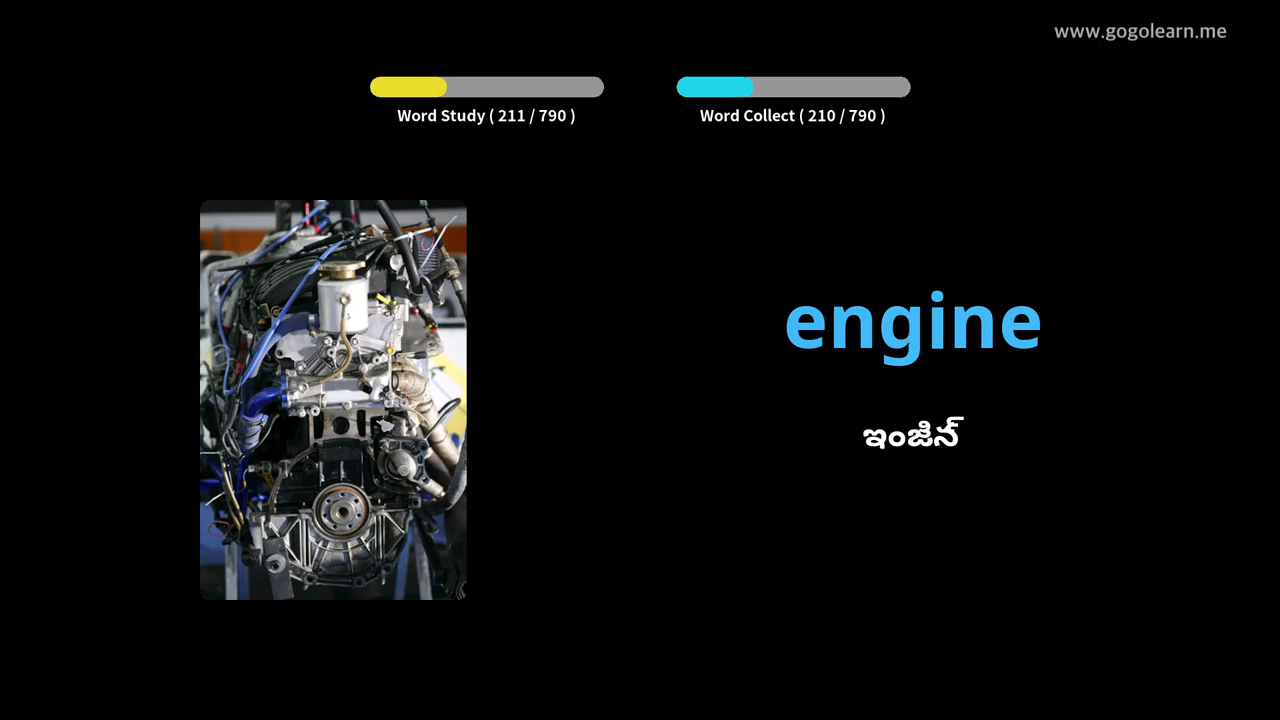 www.gogolearn.me
Word Study ( 211 / 790 )
Word Collect ( 210 / 790 )
engine
ఇంజిన్